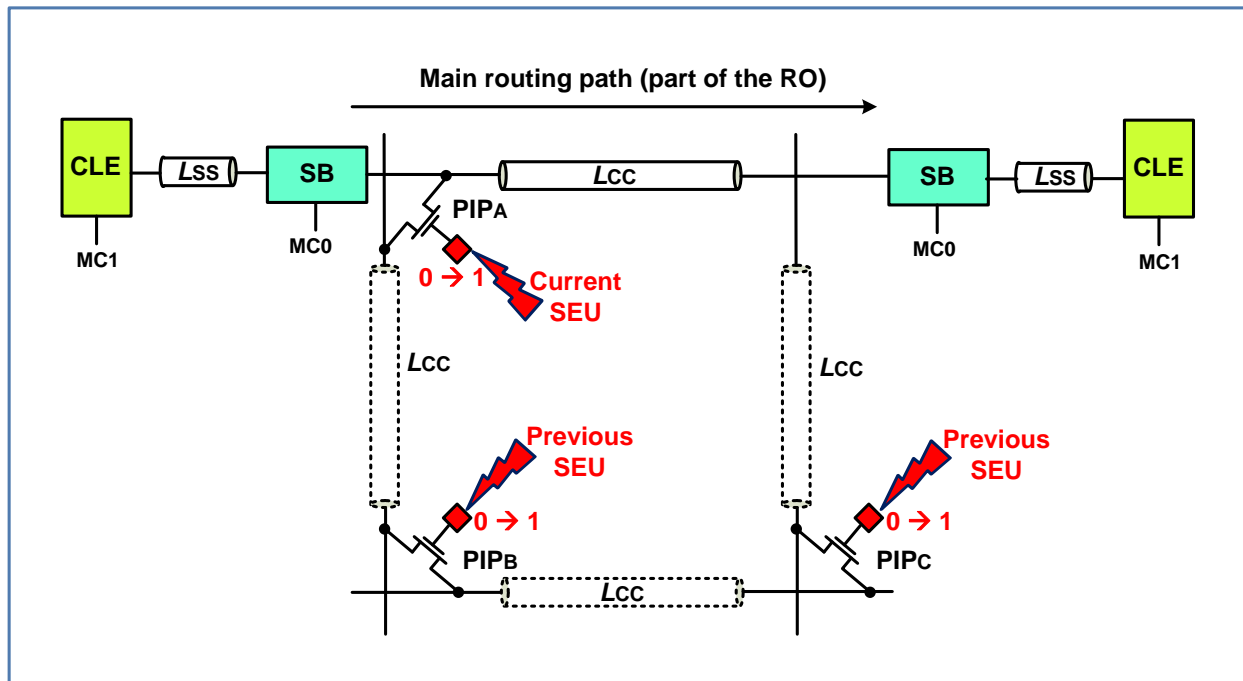 Main routing path (part of the RO)
CLE
LSS
SB
LCC
SB
LSS
CLE
PIPA
MC1
MC0
MC0
MC1
0 → 1
Current
SEU
LCC
LCC
Previous
SEU
Previous
SEU
0 → 1
0 → 1
PIPB
PIPC
LCC